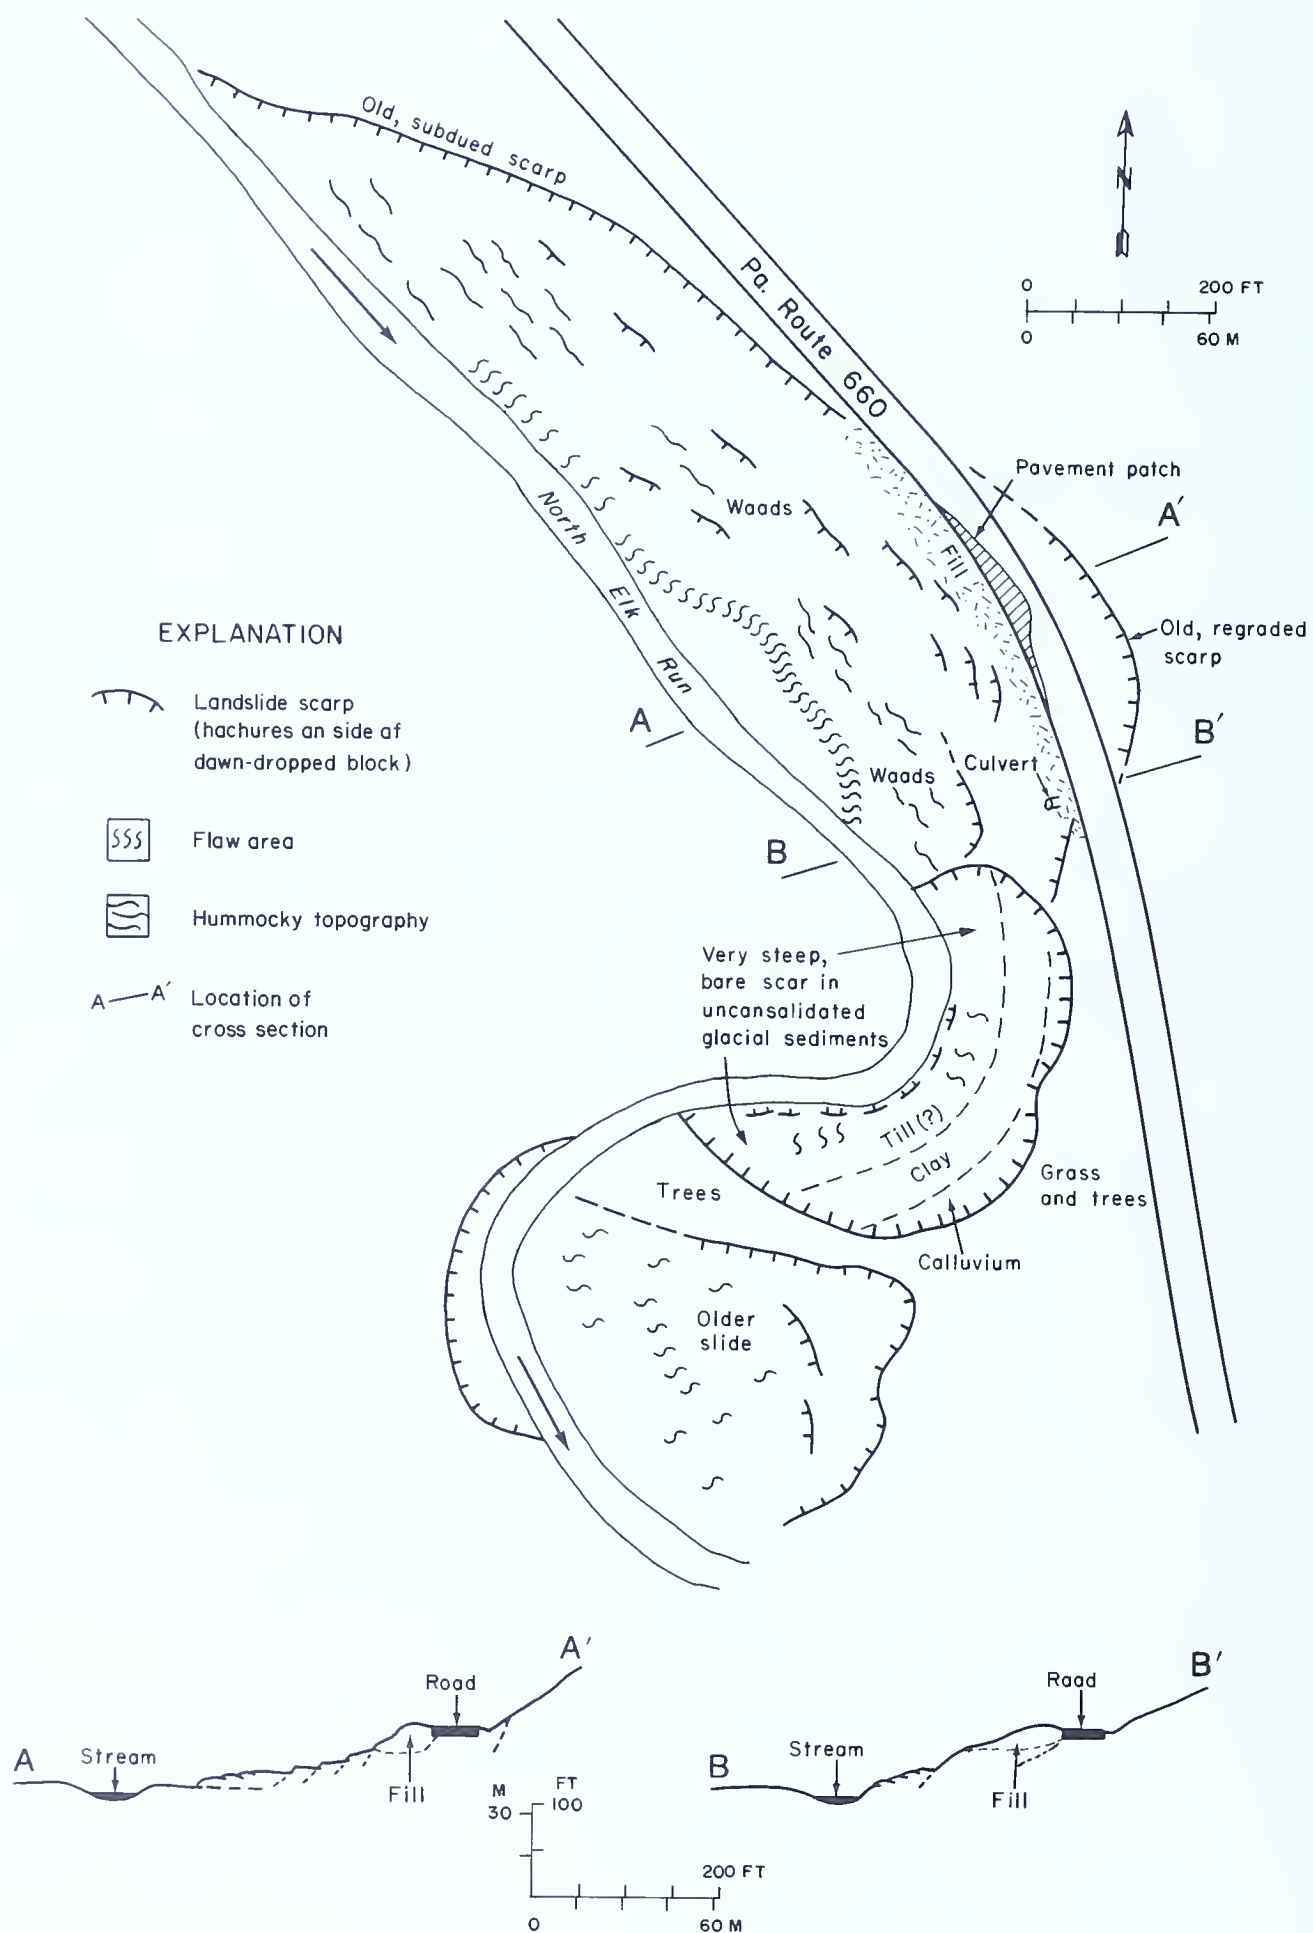 Old, subdued scarp
N
0 200 FT
0 60 M
Pa. Route 660
Pavement patch
A'
Waads
Fill
North Elk Run
Old, regraded
scarp
EXPLANATION
Landslide scarp
(hachures an side af
dawn-dropped block)
A
B'
Culvert
Waads
SSS
Flaw area
B
Hummocky topography
Very steep,
bare scar in
uncansalidated
glacial sediments
A — A'
Location of
cross section
Till (?)
Clay
Grass
and trees
Trees
Calluvium
Older
slide
A'
Road
A
Stream
Fill
B'
Raad
B
Stream
Fill
M FT
30 100
200 FT
0 60 M